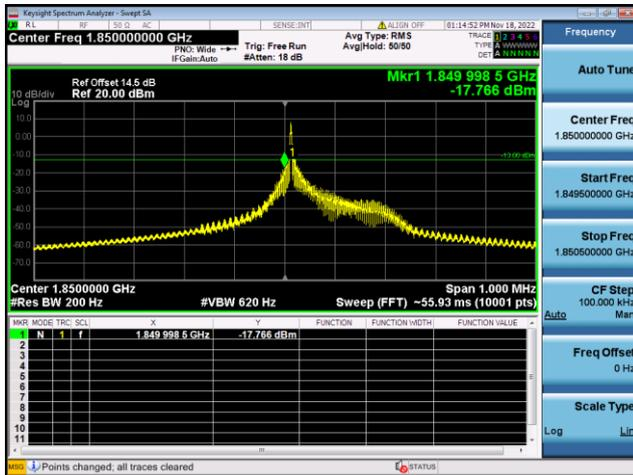 Keysight Spectrum Analyzer - Swept SA
RL RF 50 Ω AC SENSE:INT ALIGN OFF 01:14:52 PM Nov 18, 2022
Center Freq 1.850000000 GHz
PNO: Wide
IFGain:Auto
Trig: Free Run
#Atten: 18 dB
Avg Type: RMS
Avg|Hold: 50/50
TRACE 1 2 3 4 5 6
TYPE A WWWWW
DET A N N N N N
Mkr1 1.849 998 5 GHz
-17.766 dBm
Ref Offset 14.5 dB
10 dB/div Ref 20.00 dBm
Log
10.0
0.00
-10.0
-13.00 dBm
1
-20.0
-30.0
-40.0
-50.0
-60.0
-70.0
Center 1.8500000 GHz Span 1.000 MHz
#Res BW 200 Hz #VBW 620 Hz Sweep (FFT) ~55.93 ms (10001 pts)
MKR MODE TRC SCL X Y FUNCTION FUNCTION WIDTH FUNCTION VALUE
1 N 1 f 1.849 998 5 GHz -17.766 dBm
2
3
4
5
6
7
8
9
10
11
MSG Points changed; all traces cleared STATUS
Frequency
Auto Tune
Center Freq
1.850000000 GHz
Start Freq
1.849500000 GHz
Stop Freq
1.850500000 GHz
CF Step
100.000 kHz
Auto Man
Freq Offset
0 Hz
Scale Type
Log Lin